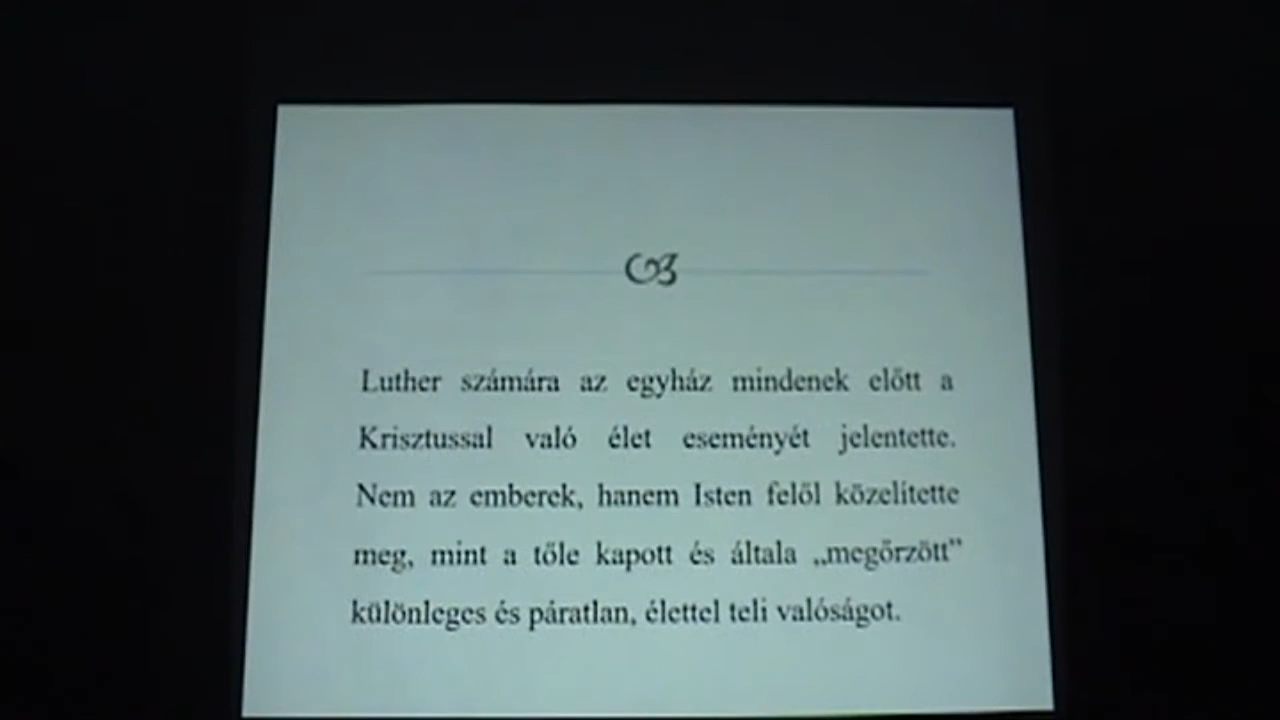 Luther számára az egyház mindenek előtt a
Krisztussal való élet eseményét jelentette.
Nem az emberek, hanem Isten felől közelítette
meg, mint a tőle kapott és általa „megőrzött”
különleges és páratlan, élettel teli valóságot.